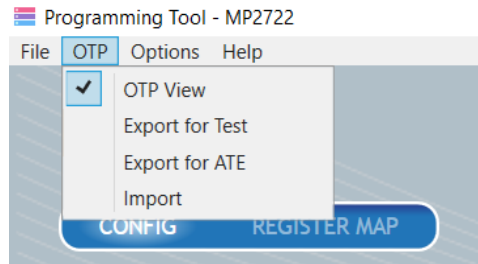 Programming Tool - MP2722
File OTP Options Help
OTP View
Export for Test
Export for ATE
Import
CONFIG REGISTER MAP